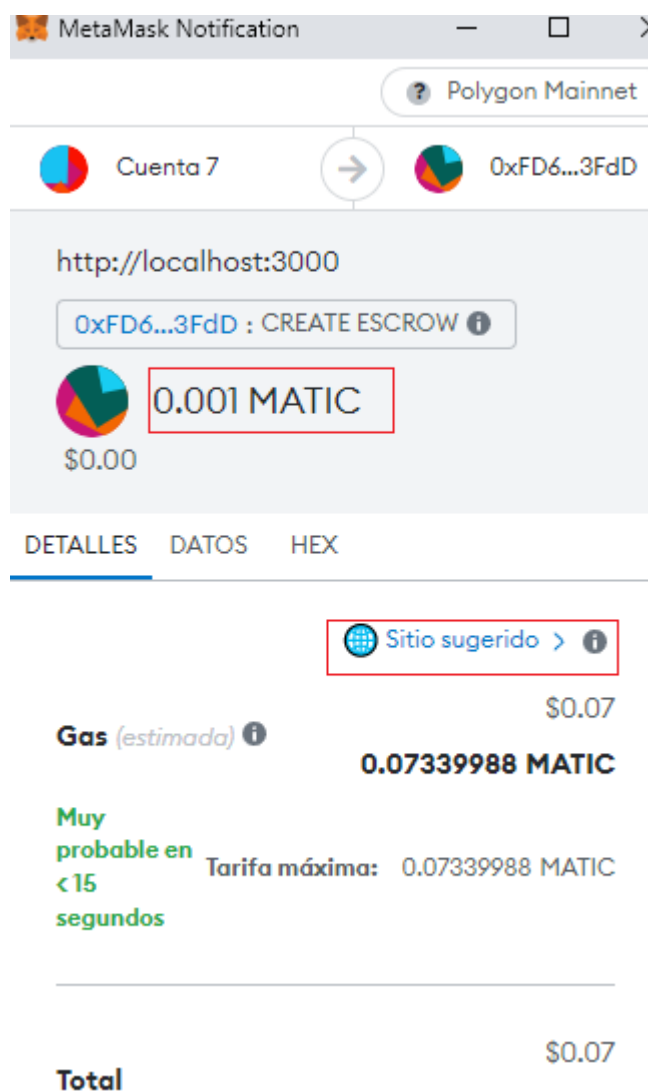 MetaMask Notification
? Polygon Mainnet
Cuenta 7
0xFD6...3FdD
http://localhost:3000
0xFD6...3FdD : CREATE ESCROW
0.001 MATIC
$0.00
DETALLES DATOS HEX
Sitio sugerido >
$0.07
Gas (estimada)
0.07339988 MATIC
Muy
probable en
< 15
segundos
Tarifa máxima: 0.07339988 MATIC
$0.07
Total